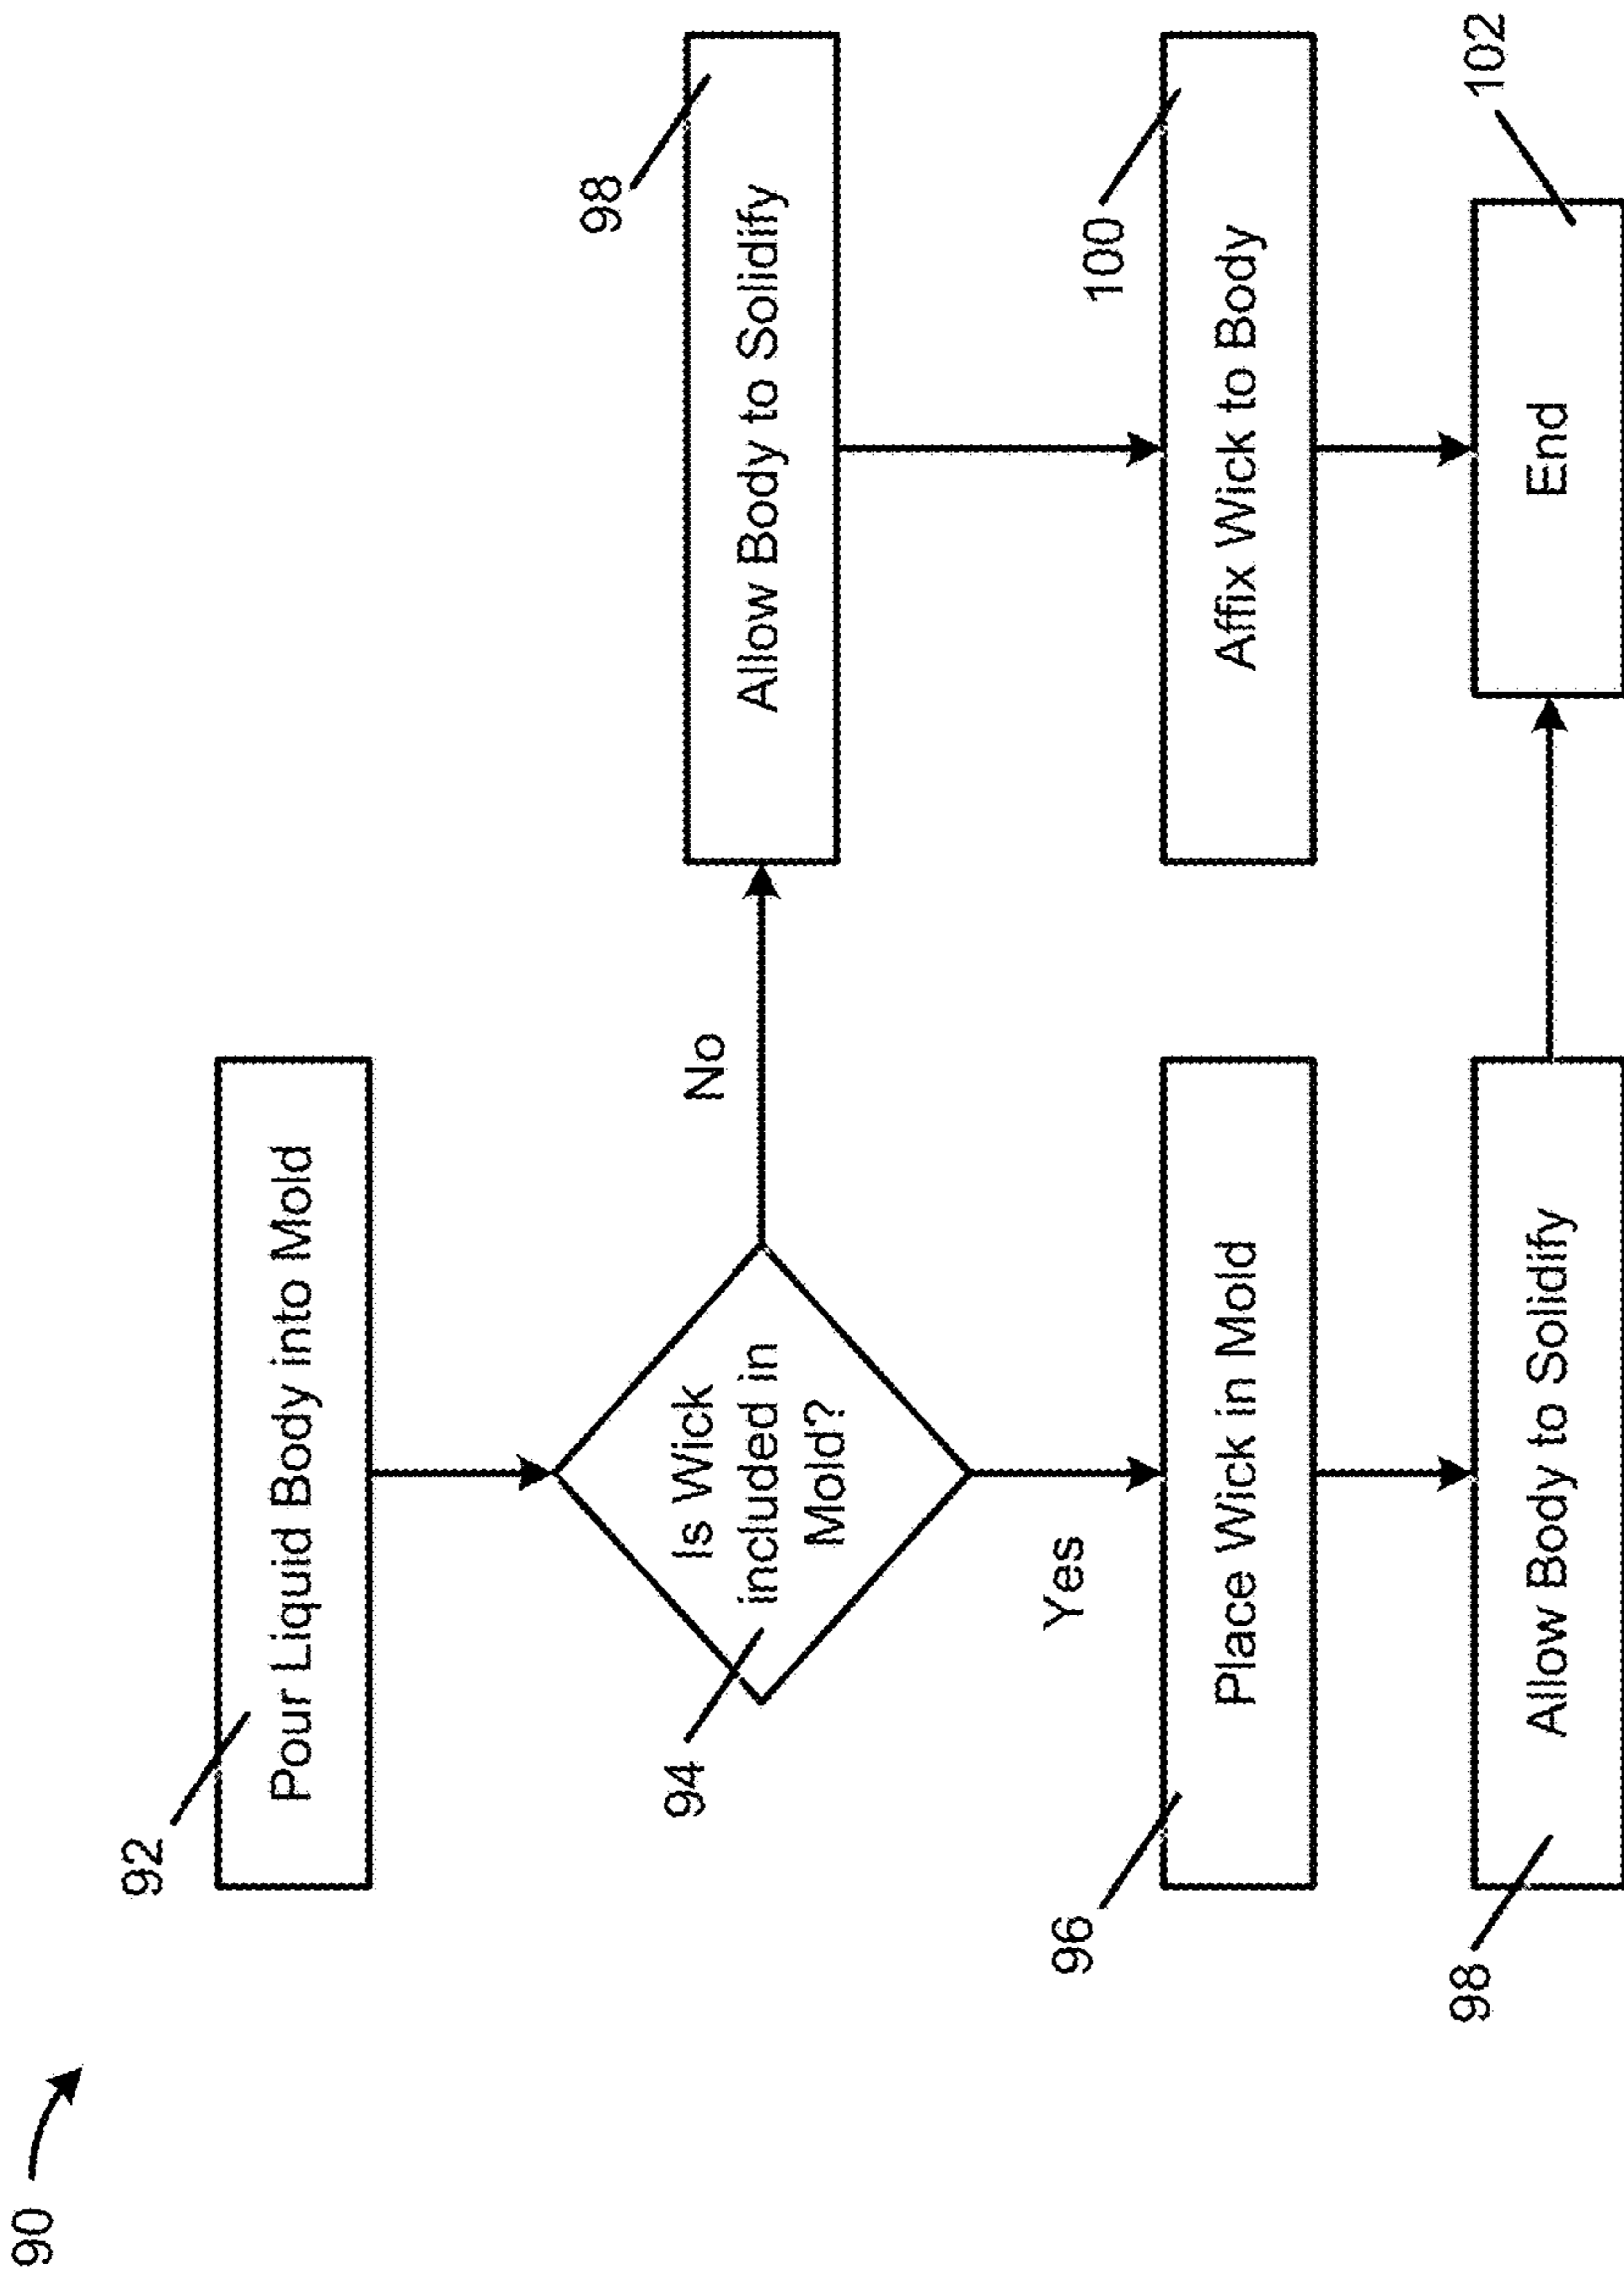 90
92
Pour Liquid Body into Mold
94
Is Wick
included in
Mold?
No
98
Allow Body to Solidify
Yes
96
Place Wick in Mold
100
Affix Wick to Body
98
Allow Body to Solidify
102
End